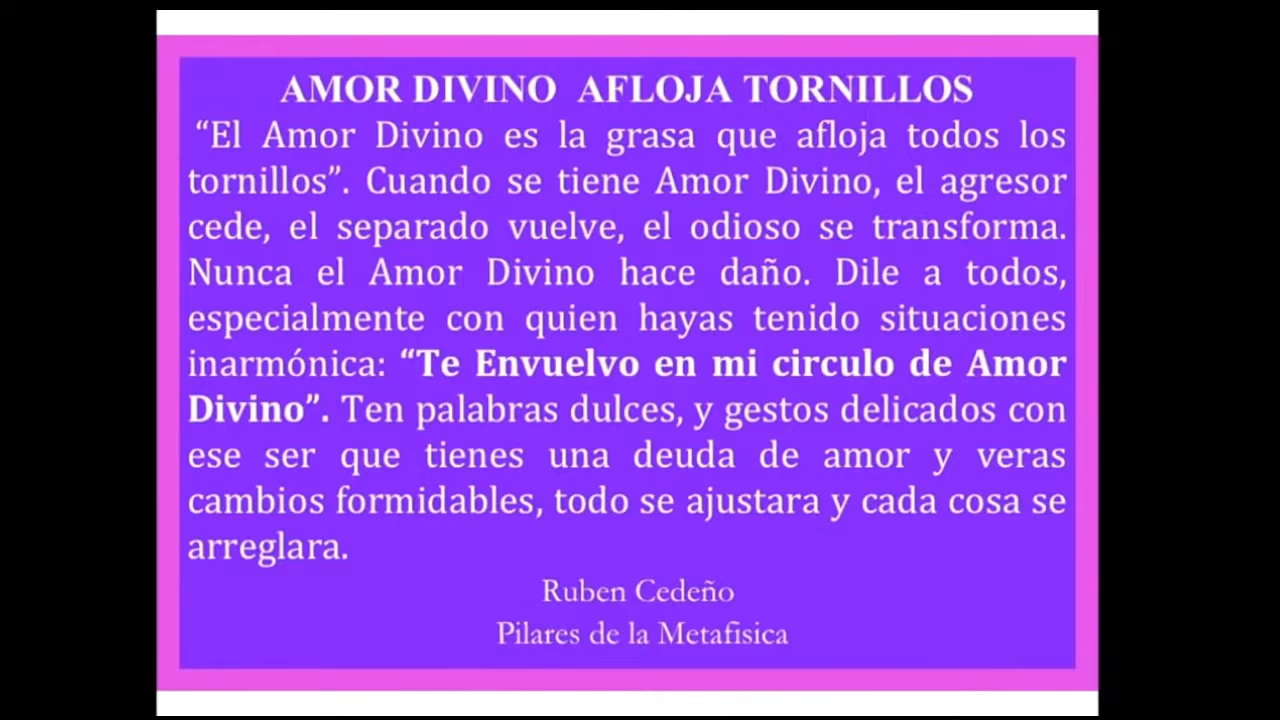 AMOR DIVINO AFLOJA TORNILLOS
“El Amor Divino es la grasa que afloja todos los
tornillos”. Cuando se tiene Amor Divino, el agresor
cede, el separado vuelve, el odioso se transforma.
Nunca el Amor Divino hace daño. Dile a todos,
especialmente con quien hayas tenido situaciones
inarmónica: “Te Envuelvo en mi circulo de Amor
Divino”. Ten palabras dulces, y gestos delicados con
ese ser que tienes una deuda de amor y veras
cambios formidables, todo se ajustara y cada cosa se
arreglara.
Ruben Cedeño
Pilares de la Metafisica